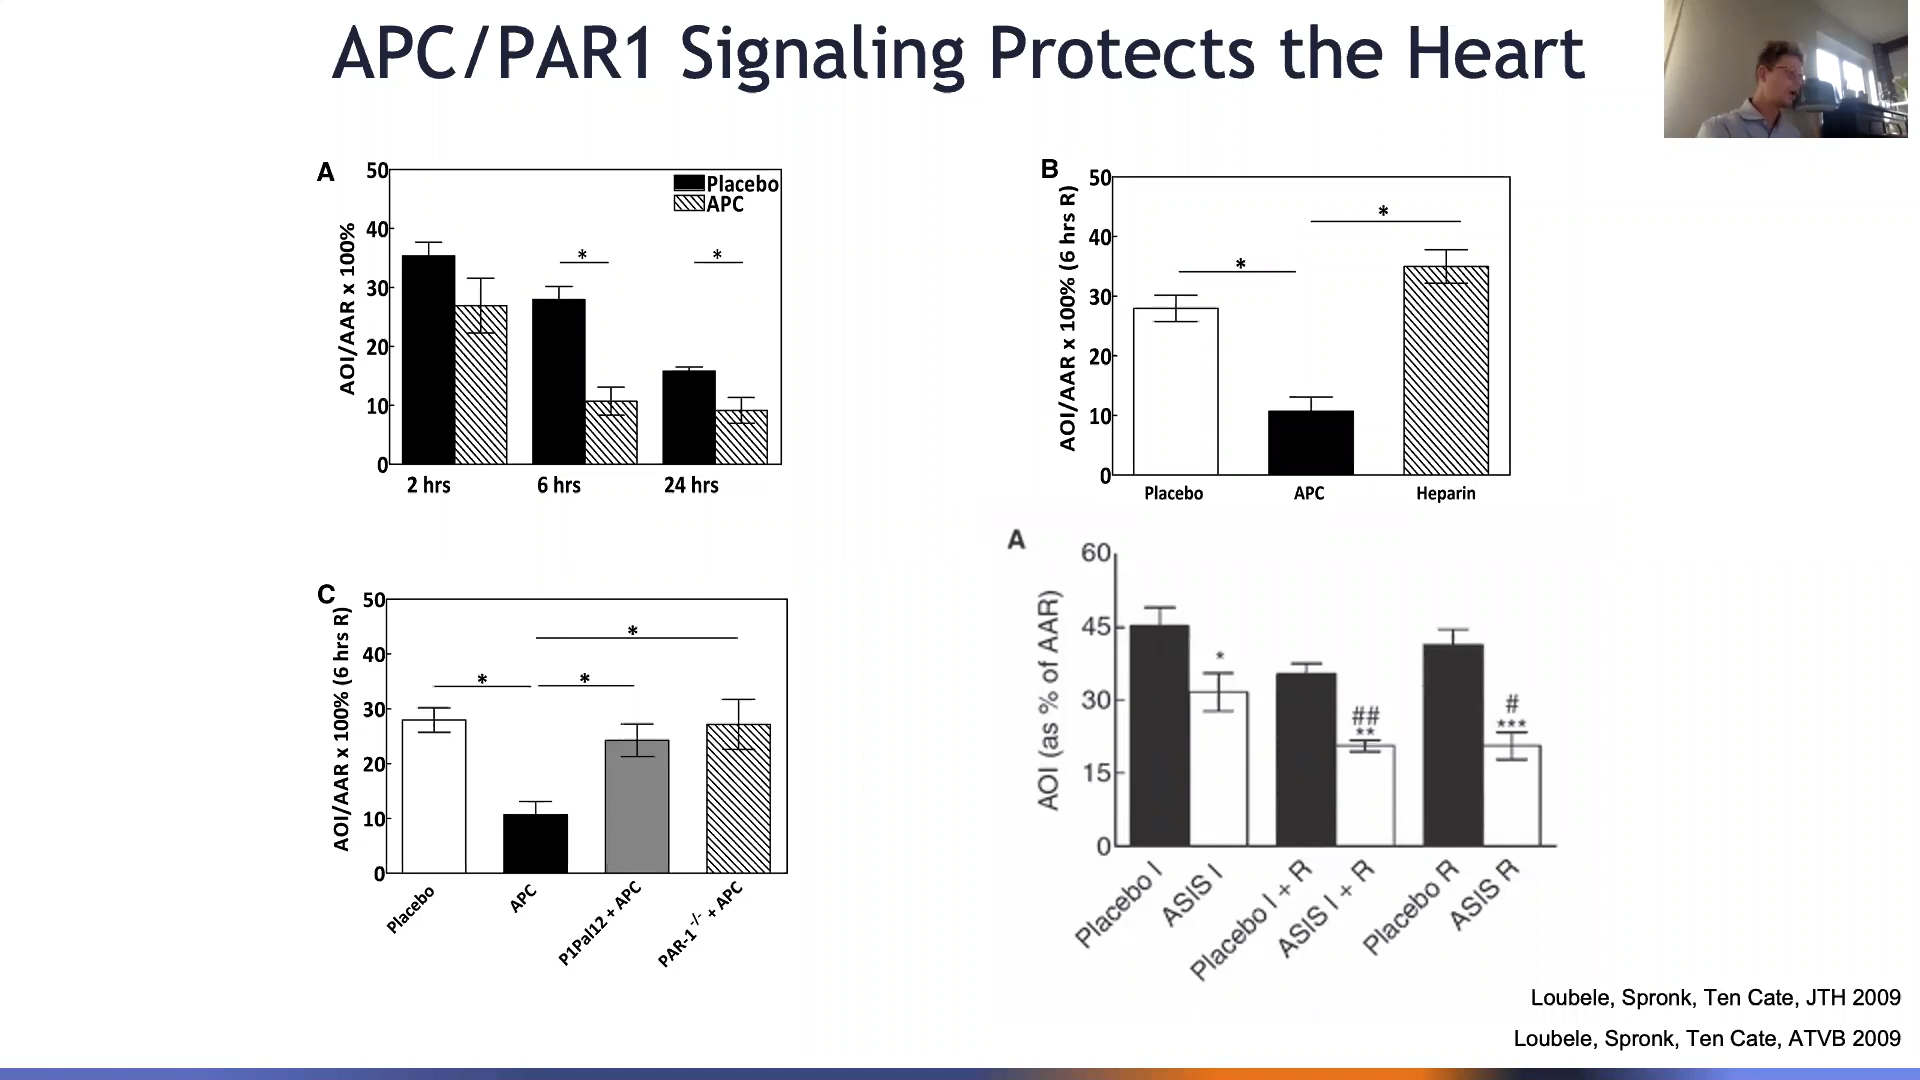 APC/PAR1 Signaling Protects the Heart
A
50
40
30
20
10
0
AOI/AAR x 100%
Placebo
APC
*
*
2 hrs
6 hrs
24 hrs
B
50
40
30
20
10
0
AOI/AAR x 100% (6 hrs R)
*
*
Placebo
APC
Heparin
C
50
40
30
20
10
0
AOI/AAR x 100% (6 hrs R)
*
*
*
Placebo
APC
P1Pal12 + APC
PAR-1 -/- + APC
A
60
45
30
15
0
AOI (as % of AAR)
*
##
**
#
***
Placebo I
ASIS I
Placebo I + R
ASIS I + R
Placebo R
ASIS R
Loubele, Spronk, Ten Cate, JTH 2009
Loubele, Spronk, Ten Cate, ATVB 2009